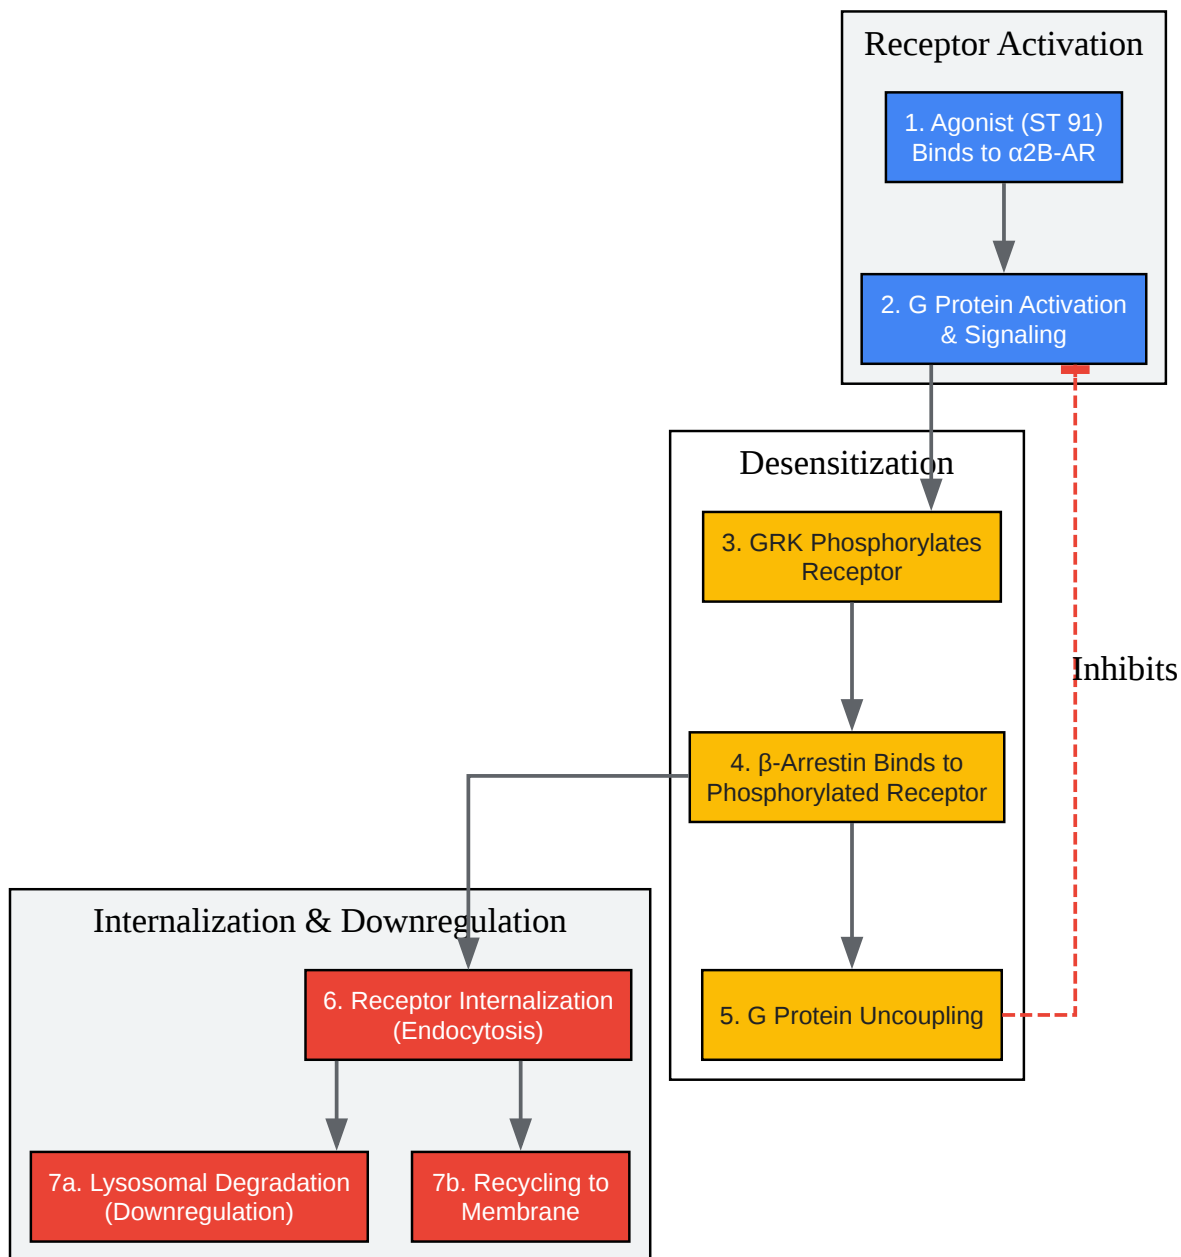 Receptor Activation
1. Agonist (ST 91)
Binds to α2B-AR
2. G Protein Activation
& Signaling
Desensitization
3. GRK Phosphorylates
Receptor
Inhibits
4. β-Arrestin Binds to
Phosphorylated Receptor
5. G Protein Uncoupling
Internalization & Downregulation
6. Receptor Internalization
(Endocytosis)
7a. Lysosomal Degradation
(Downregulation)
7b. Recycling to
Membrane